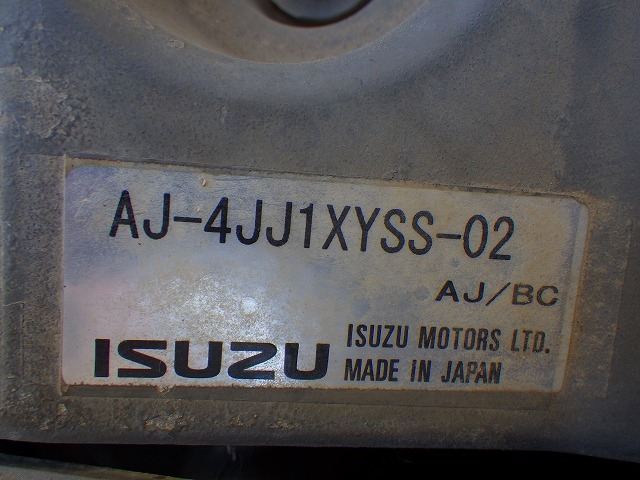 AJ-4JJ1XYSS-02
AJ/BC
ISUZU
ISUZU MOTORS LTD.
MADE IN JAPAN